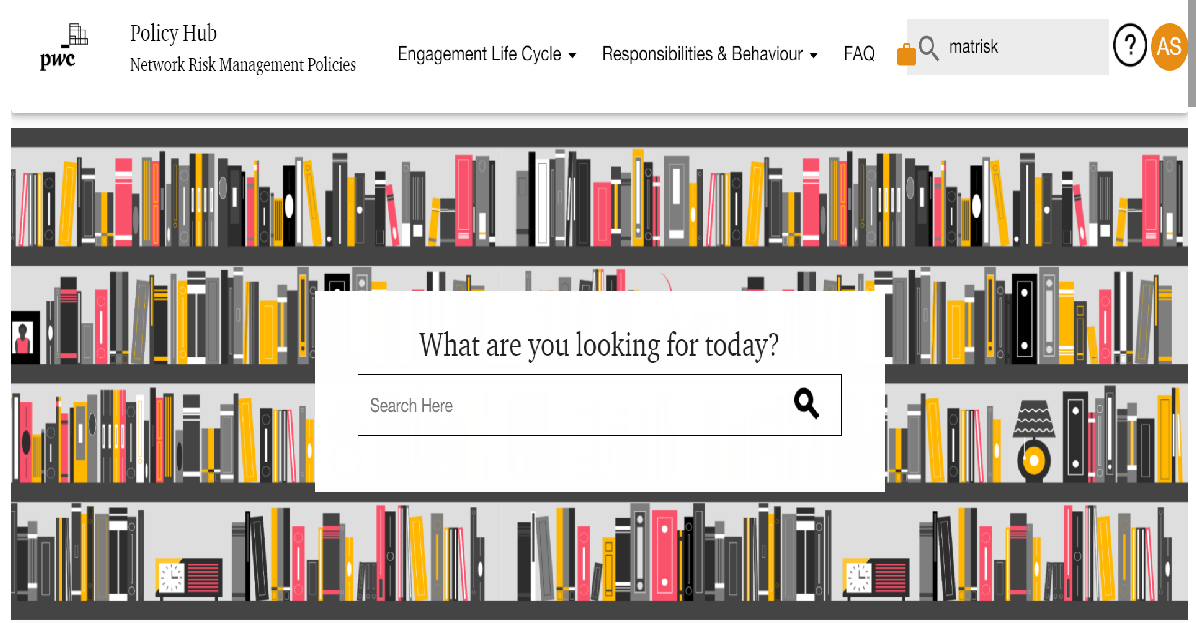 pwc
Policy Hub
Network Risk Management Policies
Engagement Life Cycle
Responsibilities & Behaviour
FAQ
matrisk
?
AS
What are you looking for today?
Search Here